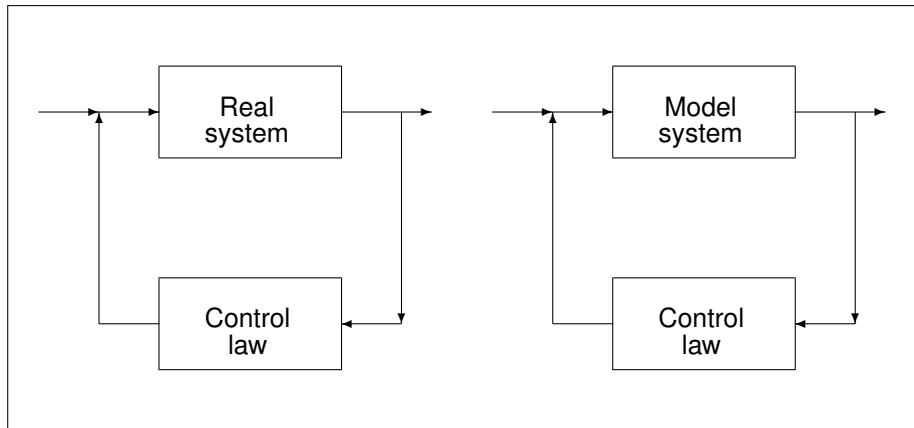 Real
system
Model
system
Control
law
Control
law